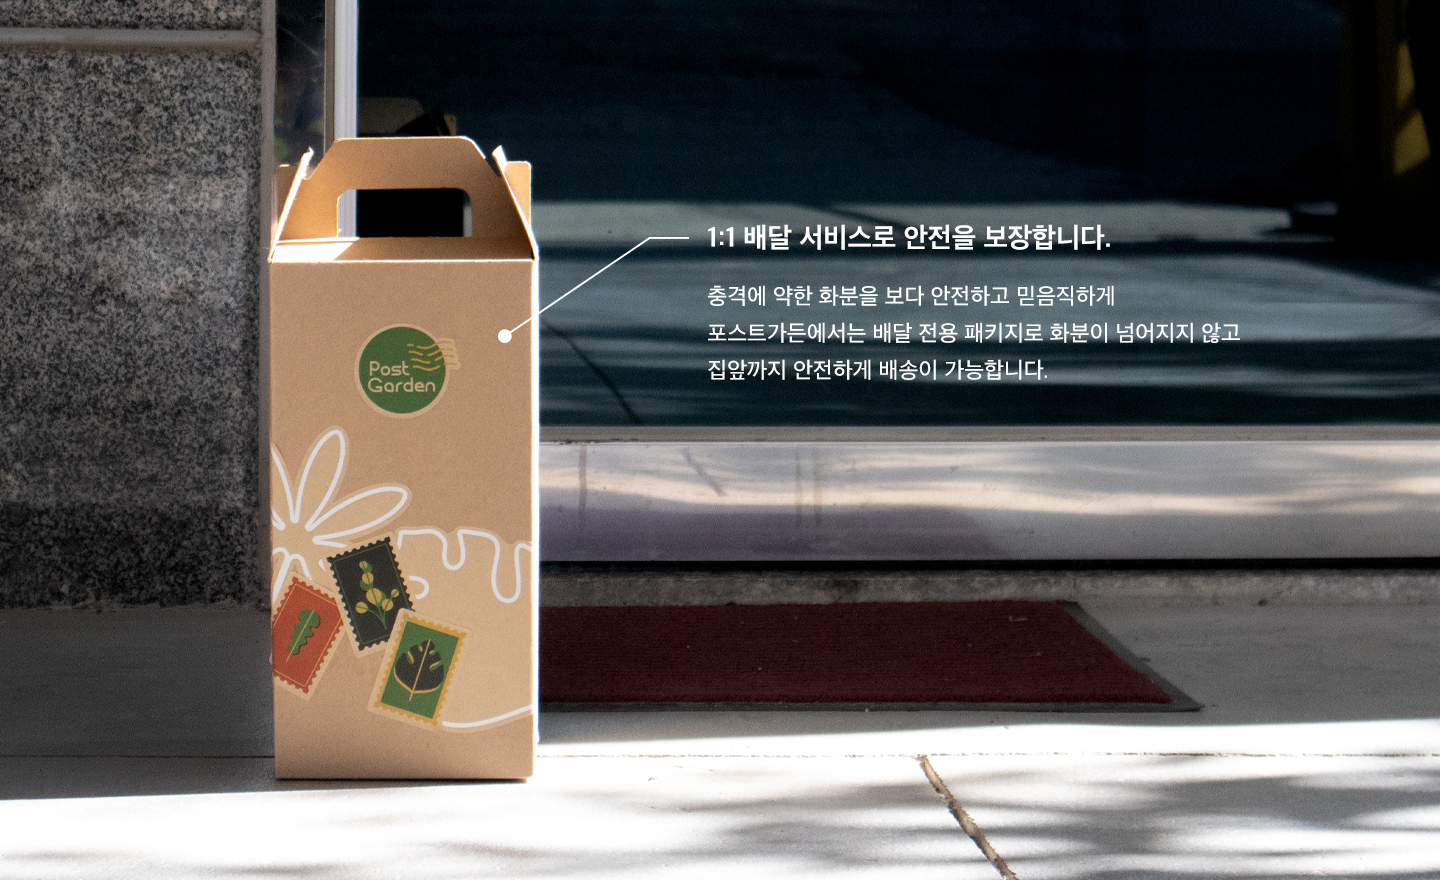 1:1 배달 서비스로 안전을 보장합니다.
충격에 약한 화분을 보다 안전하고 믿음직하게
포스트가든에서는 배달 전용 패키지로 화분이 넘어지지 않고
집앞까지 안전하게 배송이 가능합니다.
Post
Garden